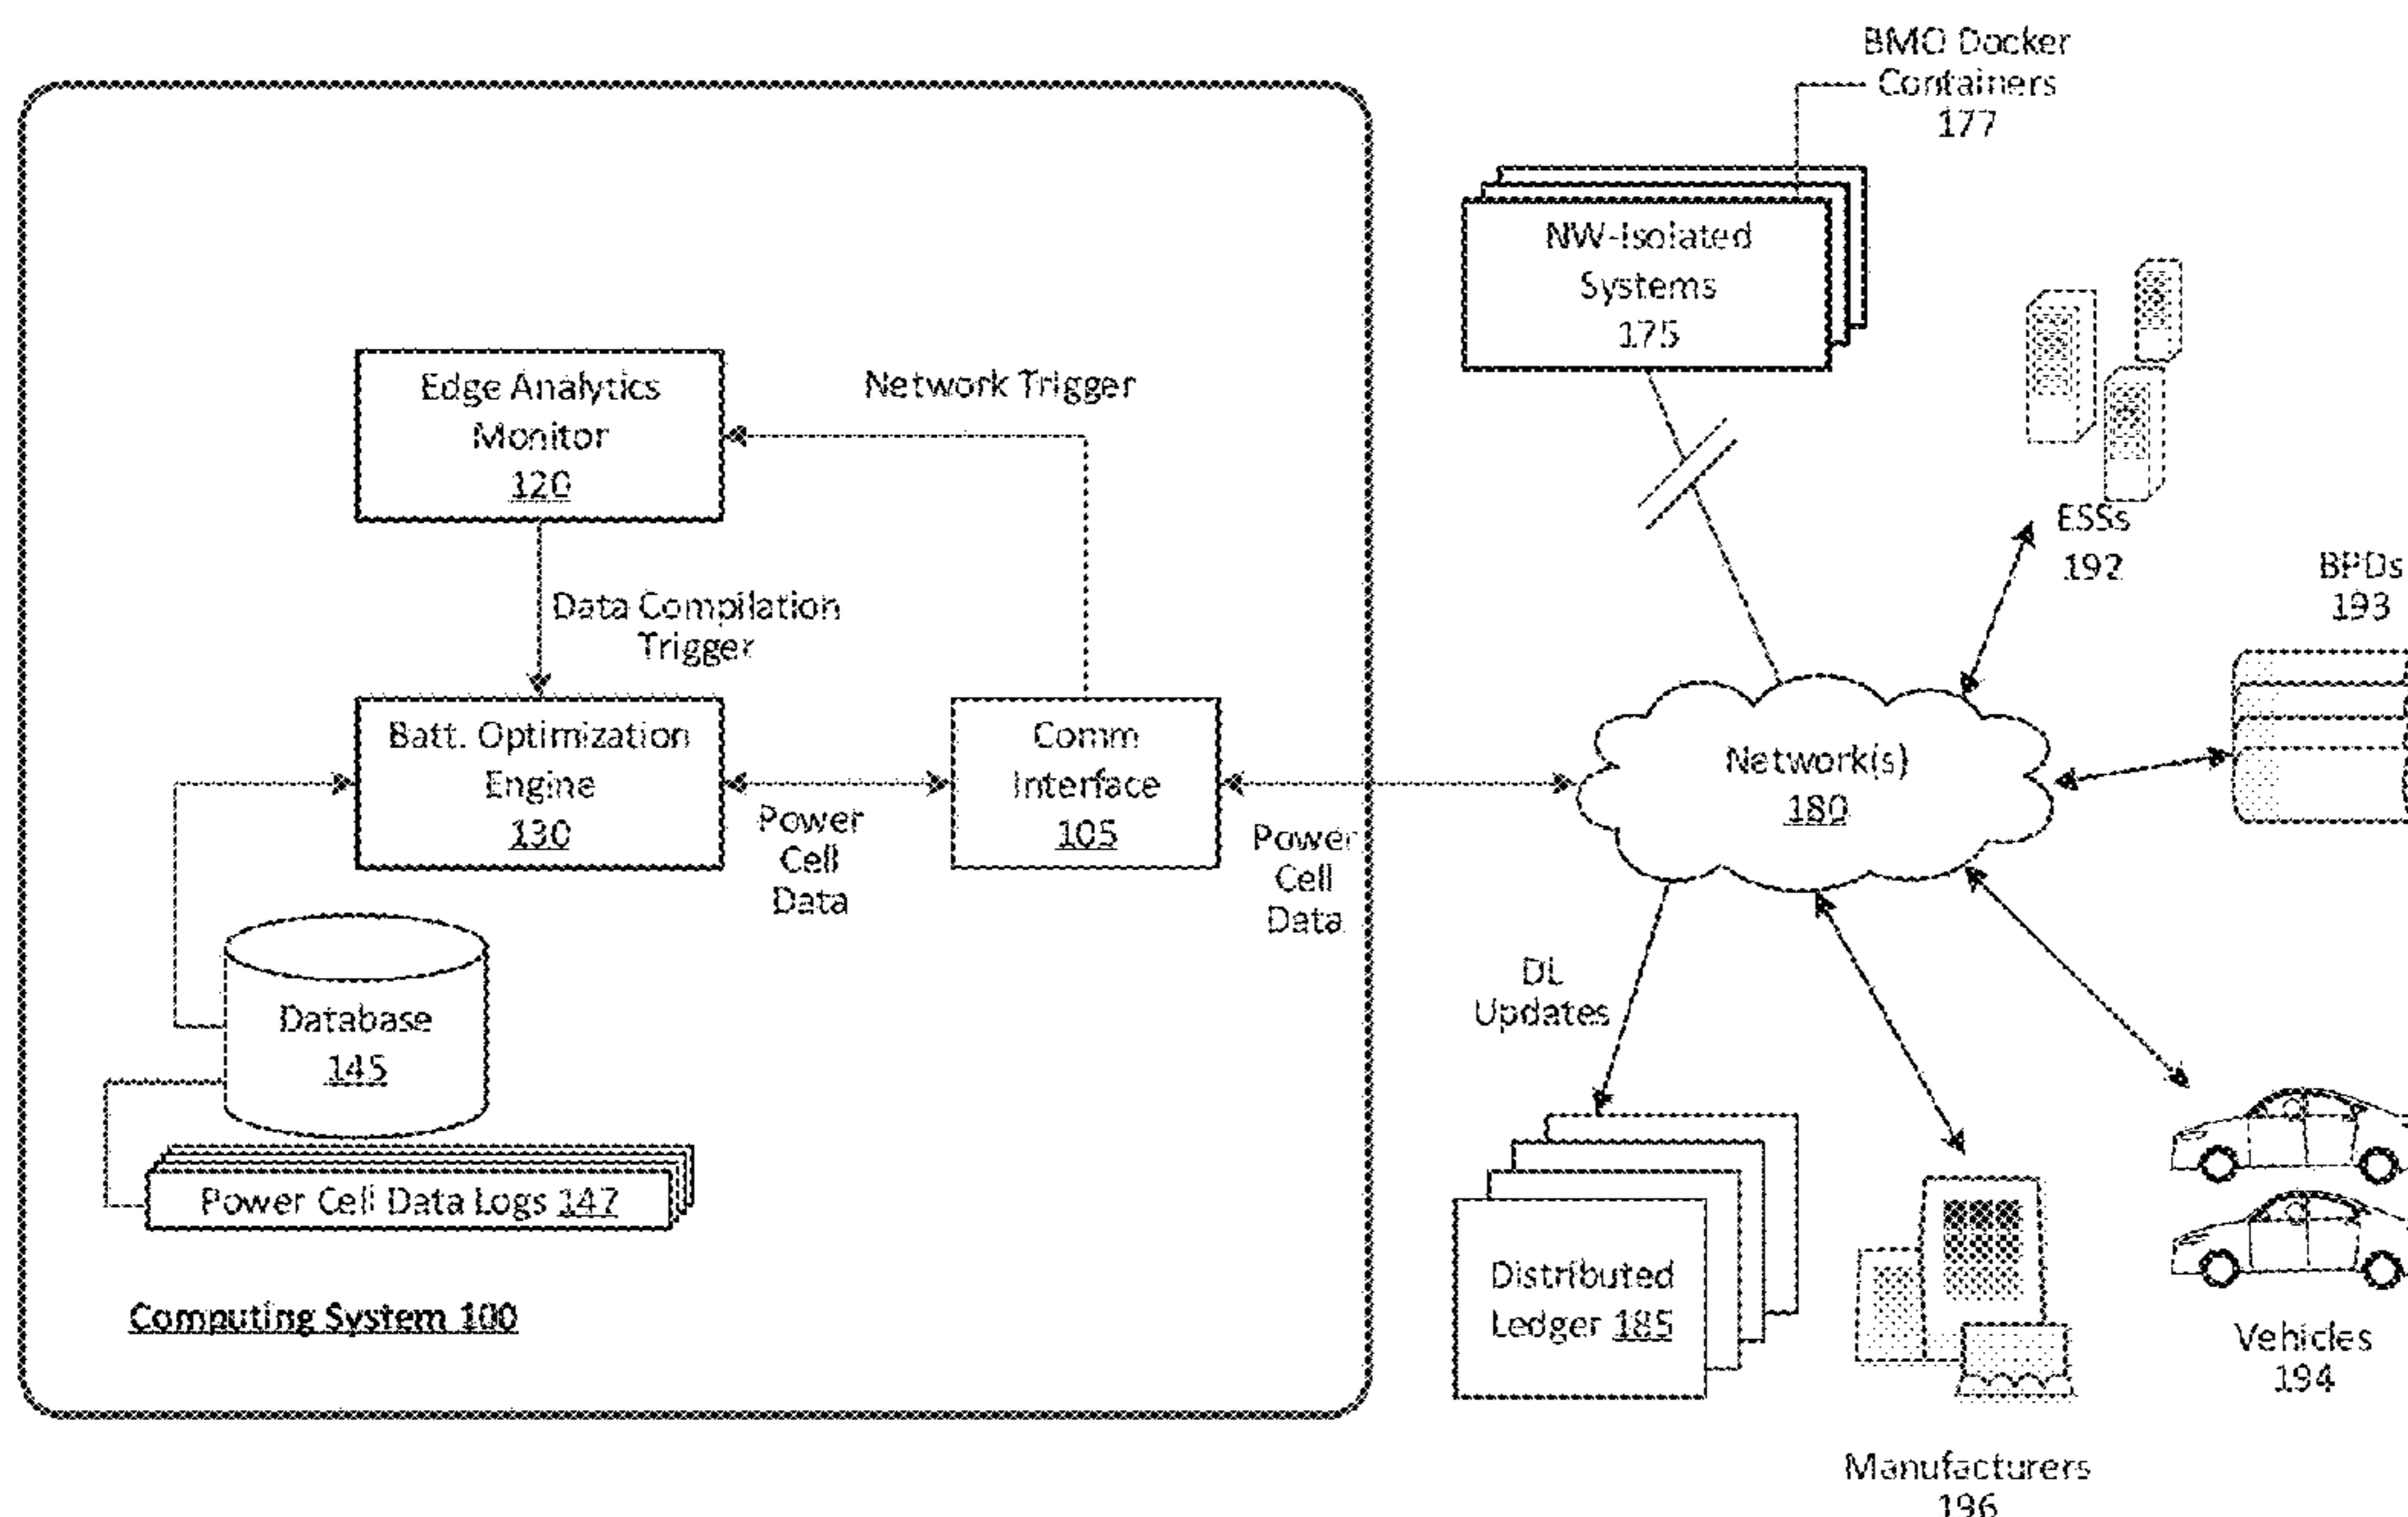 BMO Docker
Containers
177
NW-Isolated
Systems
175
Edge Analytics
Monitor
120
Network Trigger
ESSs
192
BPDs
193
Data Compilation
Trigger
Batt. Optimization
Engine
130
Comm
Interface
105
Network(s)
180
Power
Cell
Data
Power
Cell
Data
DL
Updates
Database
145
Power Cell Data Logs 147
Distributed
Ledger 185
Computing System 100
Vehicles
194
Manufacturers
196